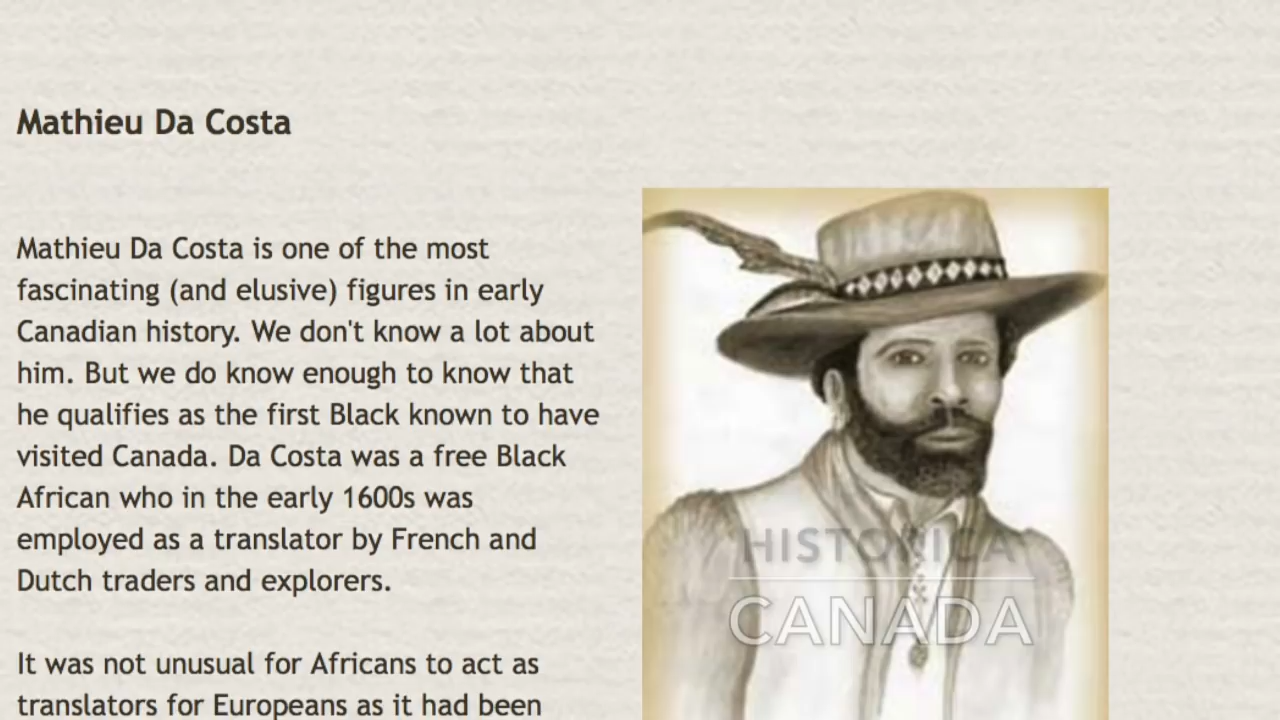 Mathieu Da Costa
Mathieu Da Costa is one of the most
fascinating (and elusive) figures in early
Canadian history. We don't know a lot about
him. But we do know enough to know that
he qualifies as the first Black known to have
visited Canada. Da Costa was a free Black
African who in the early 1600s was
employed as a translator by French and
Dutch traders and explorers.
It was not unusual for Africans to act as
translators for Europeans as it had been
HISTORICA
CANADA